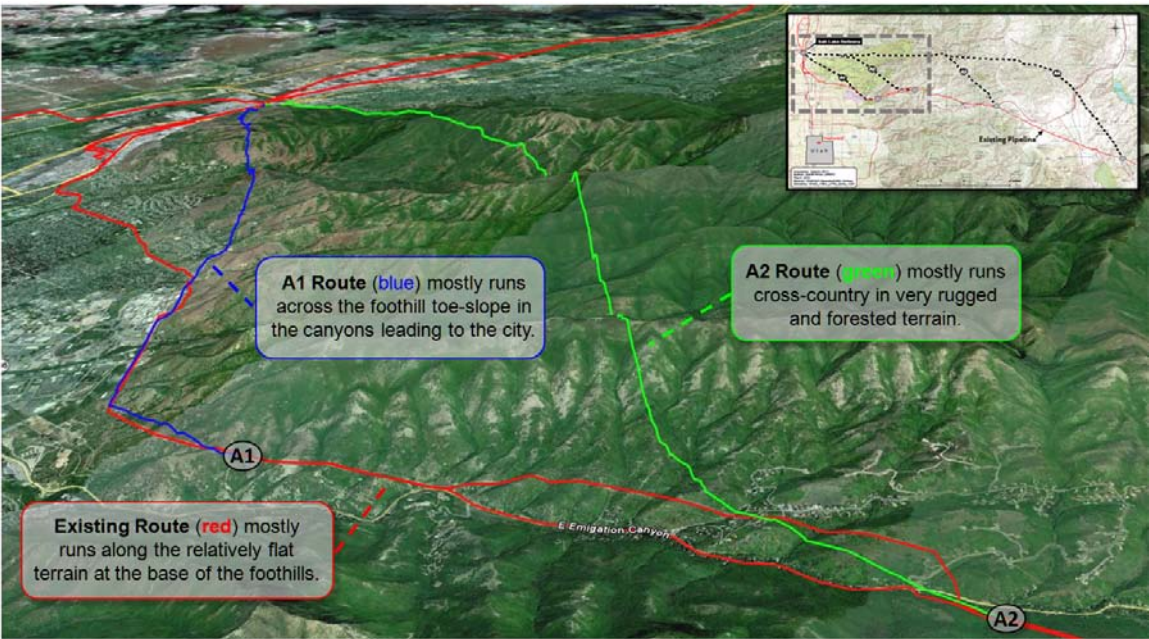 Existing Pipeline
Utah
A1 Route (blue) mostly runs
across the foothill toe-slope in
the canyons leading to the city.
A2 Route (green) mostly runs
cross-country in very rugged
and forested terrain.
A1
Existing Route (red) mostly
runs along the relatively flat
terrain at the base of the foothills.
E Emigation Canyon
A2